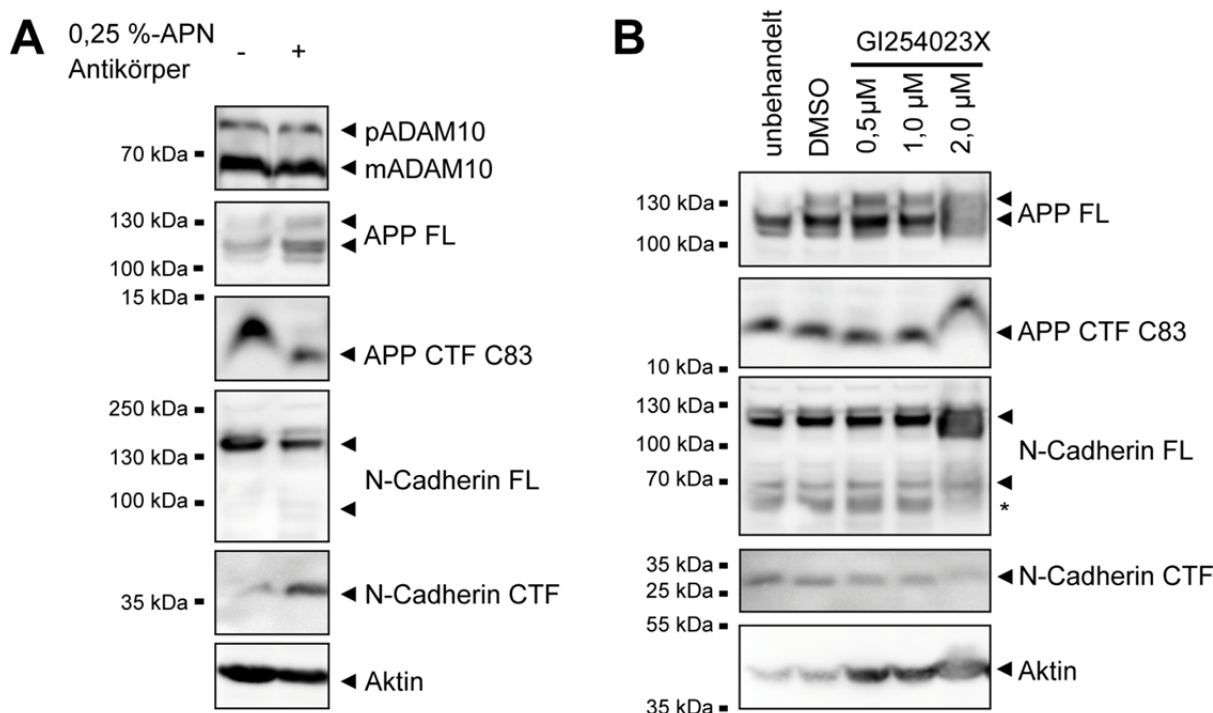 A
0,25 %-APN
Antikörper
- +
pADAM10
70 kDa
mADAM10
130 kDa
APP FL
100 kDa
15 kDa
APP CTF C83
250 kDa
130 kDa
N-Cadherin FL
100 kDa
N-Cadherin CTF
35 kDa
Aktin
B
GI254023X
unbehandelt
DMSO
0,5 µM
1,0 µM
2,0 µM
130 kDa
APP FL
100 kDa
APP CTF C83
10 kDa
130 kDa
100 kDa
N-Cadherin FL
70 kDa
*
35 kDa
N-Cadherin CTF
25 kDa
55 kDa
Aktin
35 kDa